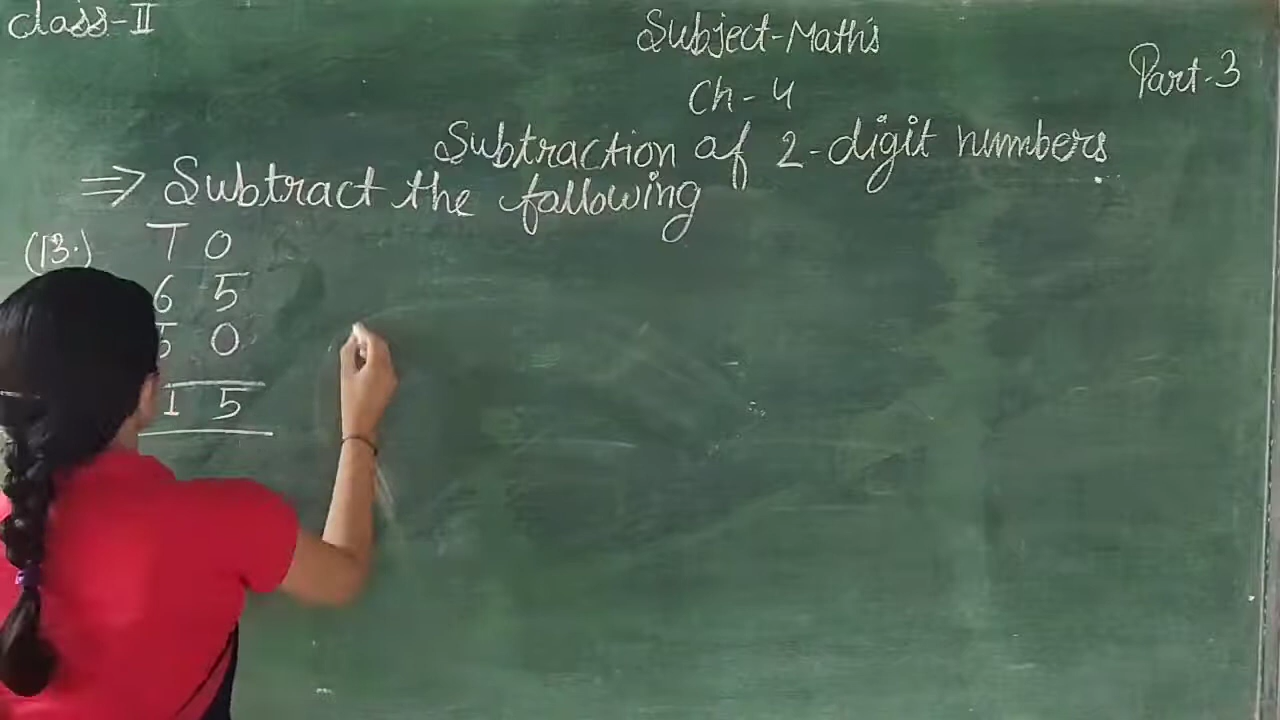 Class-II
Subject-Maths
Part-3
Ch-4
Subtraction of 2-digit numbers
⇒ Subtract the following
(13.) T O
6 5
5 0
1 5